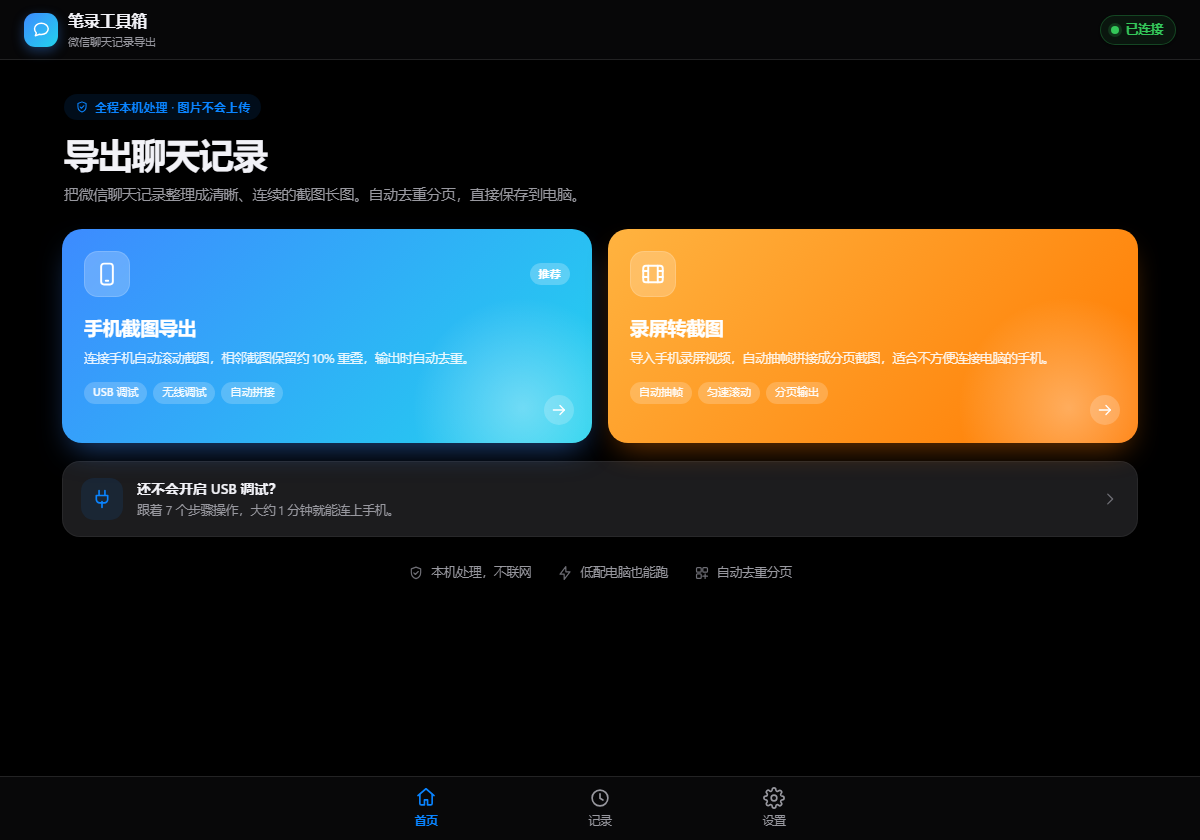 笔录工具箱
微信聊天记录导出
已连接
全程本机处理 · 图片不会上传
导出聊天记录
把微信聊天记录整理成清晰、连续的截图长图。自动去重分页，直接保存到电脑。
推荐
手机截图导出
连接手机自动滚动截图，相邻截图保留约 10% 重叠，输出时自动去重。
USB 调试
无线调试
自动拼接
录屏转截图
导入手机录屏视频，自动抽帧拼接成分页截图，适合不方便连接电脑的手机。
自动抽帧
匀速滚动
分页输出
还不会开启 USB 调试？
跟着 7 个步骤操作，大约 1 分钟就能连上手机。
本机处理，不联网
低配电脑也能跑
自动去重分页
首页
记录
设置